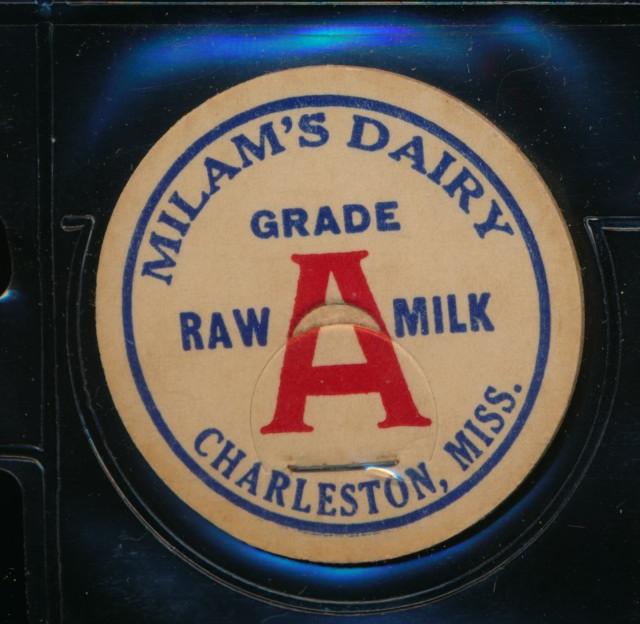 MILAM'S DAIRY
GRADE
A
RAW MILK
CHARLESTON, MISS.